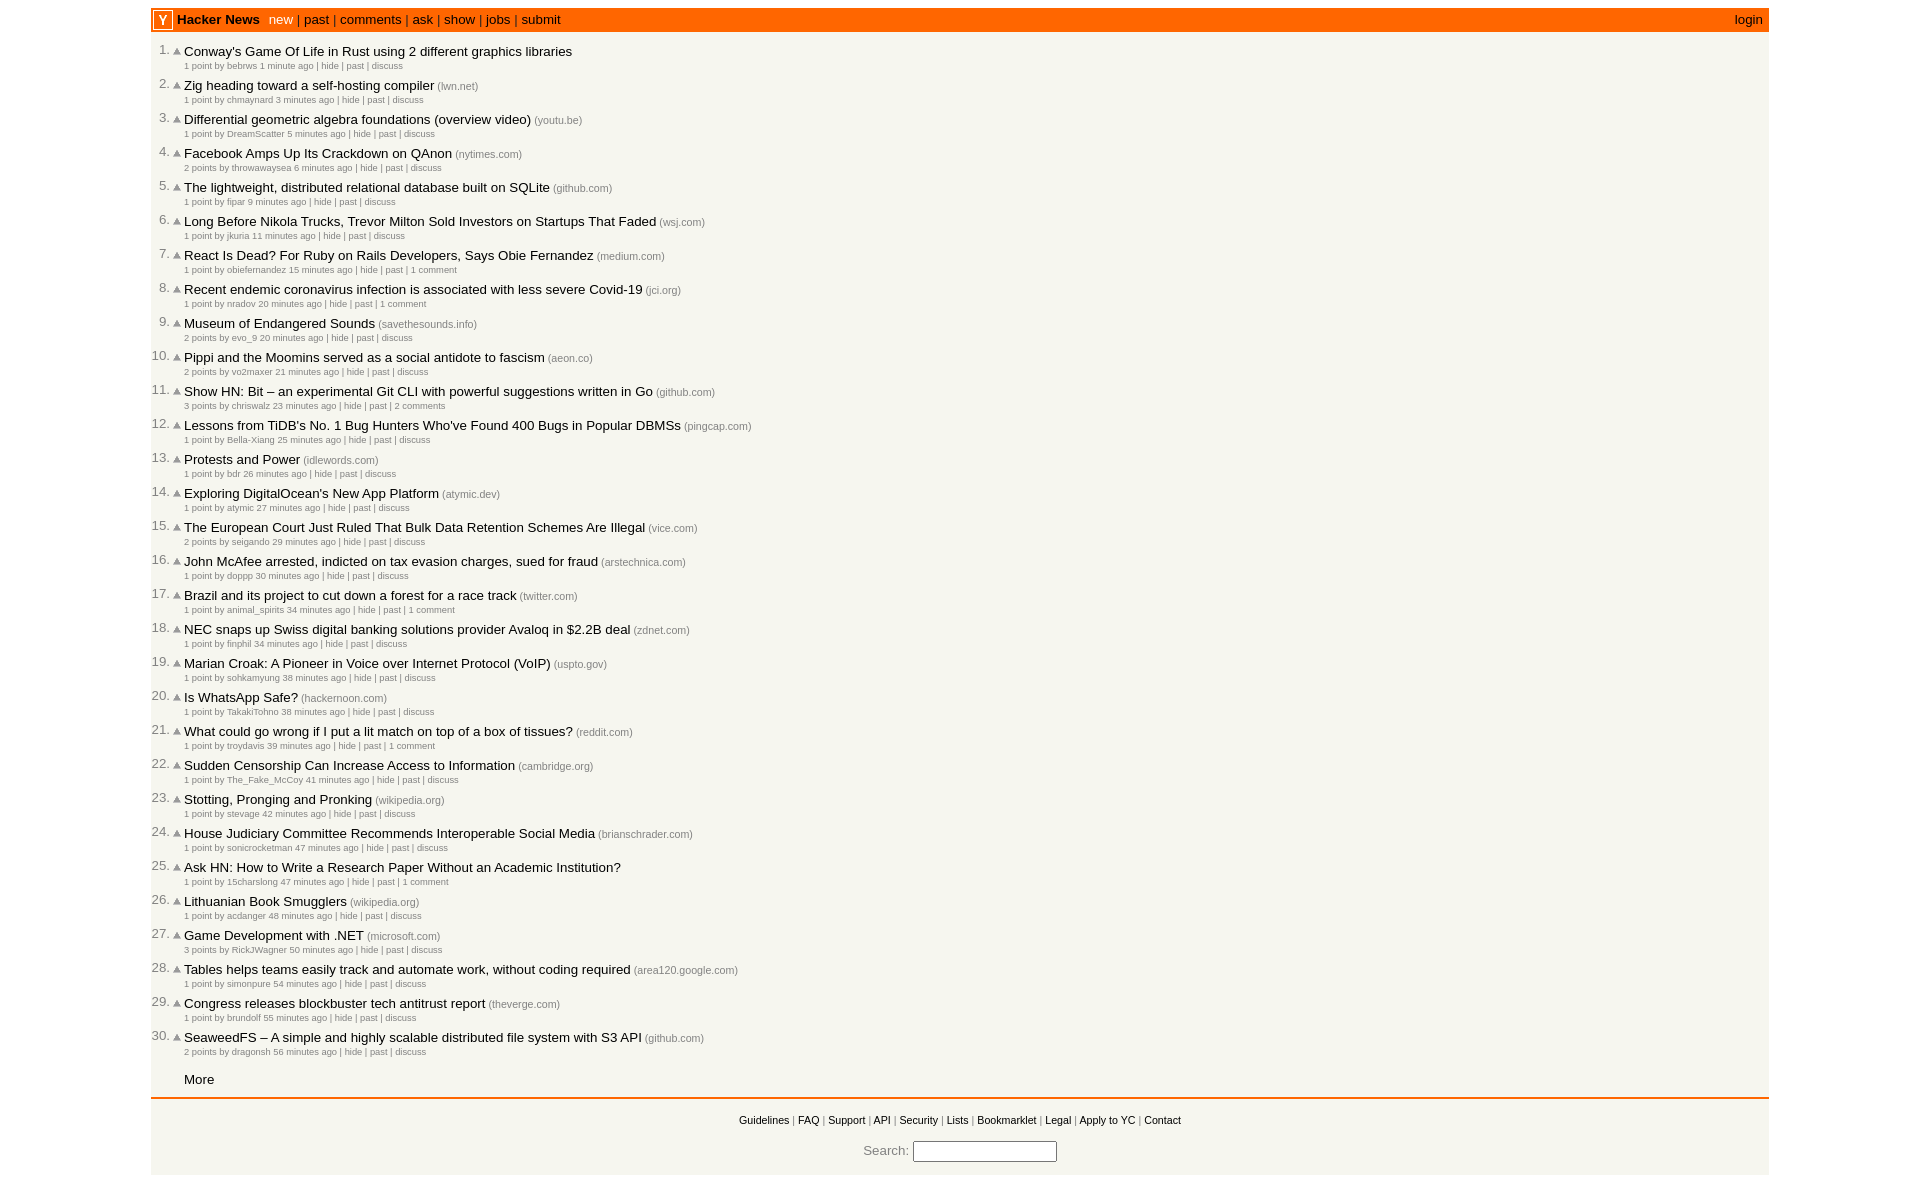 Y Hacker News new | past | comments | ask | show | jobs | submit login
1. Conway's Game Of Life in Rust using 2 different graphics libraries
1 point by bebrws 1 minute ago | hide | past | discuss
2. Zig heading toward a self-hosting compiler (lwn.net)
1 point by chmaynard 3 minutes ago | hide | past | discuss
3. Differential geometric algebra foundations (overview video) (youtu.be)
1 point by DreamScatter 5 minutes ago | hide | past | discuss
4. Facebook Amps Up Its Crackdown on QAnon (nytimes.com)
2 points by throwawaysea 6 minutes ago | hide | past | discuss
5. The lightweight, distributed relational database built on SQLite (github.com)
1 point by fipar 9 minutes ago | hide | past | discuss
6. Long Before Nikola Trucks, Trevor Milton Sold Investors on Startups That Faded (wsj.com)
1 point by jkuria 11 minutes ago | hide | past | discuss
7. React Is Dead? For Ruby on Rails Developers, Says Obie Fernandez (medium.com)
1 point by obiefernandez 15 minutes ago | hide | past | 1 comment
8. Recent endemic coronavirus infection is associated with less severe Covid-19 (jci.org)
1 point by nradov 20 minutes ago | hide | past | 1 comment
9. Museum of Endangered Sounds (savethesounds.info)
2 points by evo_9 20 minutes ago | hide | past | discuss
10. Pippi and the Moomins served as a social antidote to fascism (aeon.co)
2 points by vo2maxer 21 minutes ago | hide | past | discuss
11. Show HN: Bit – an experimental Git CLI with powerful suggestions written in Go (github.com)
3 points by chriswalz 23 minutes ago | hide | past | 2 comments
12. Lessons from TiDB's No. 1 Bug Hunters Who've Found 400 Bugs in Popular DBMSs (pingcap.com)
1 point by Bella-Xiang 25 minutes ago | hide | past | discuss
13. Protests and Power (idlewords.com)
1 point by bdr 26 minutes ago | hide | past | discuss
14. Exploring DigitalOcean's New App Platform (atymic.dev)
1 point by atymic 27 minutes ago | hide | past | discuss
15. The European Court Just Ruled That Bulk Data Retention Schemes Are Illegal (vice.com)
2 points by seigando 29 minutes ago | hide | past | discuss
16. John McAfee arrested, indicted on tax evasion charges, sued for fraud (arstechnica.com)
1 point by doppp 30 minutes ago | hide | past | discuss
17. Brazil and its project to cut down a forest for a race track (twitter.com)
1 point by animal_spirits 34 minutes ago | hide | past | 1 comment
18. NEC snaps up Swiss digital banking solutions provider Avaloq in $2.2B deal (zdnet.com)
1 point by finphil 34 minutes ago | hide | past | discuss
19. Marian Croak: A Pioneer in Voice over Internet Protocol (VoIP) (uspto.gov)
1 point by sohkamyung 38 minutes ago | hide | past | discuss
20. Is WhatsApp Safe? (hackernoon.com)
1 point by TakakiTohno 38 minutes ago | hide | past | discuss
21. What could go wrong if I put a lit match on top of a box of tissues? (reddit.com)
1 point by troydavis 39 minutes ago | hide | past | 1 comment
22. Sudden Censorship Can Increase Access to Information (cambridge.org)
1 point by The_Fake_McCoy 41 minutes ago | hide | past | discuss
23. Stotting, Pronging and Pronking (wikipedia.org)
1 point by stevage 42 minutes ago | hide | past | discuss
24. House Judiciary Committee Recommends Interoperable Social Media (brianschrader.com)
1 point by sonicrocketman 47 minutes ago | hide | past | discuss
25. Ask HN: How to Write a Research Paper Without an Academic Institution?
1 point by 15charslong 47 minutes ago | hide | past | 1 comment
26. Lithuanian Book Smugglers (wikipedia.org)
1 point by acdanger 48 minutes ago | hide | past | discuss
27. Game Development with .NET (microsoft.com)
3 points by RickJWagner 50 minutes ago | hide | past | discuss
28. Tables helps teams easily track and automate work, without coding required (area120.google.com)
1 point by simonpure 54 minutes ago | hide | past | discuss
29. Congress releases blockbuster tech antitrust report (theverge.com)
1 point by brundolf 55 minutes ago | hide | past | discuss
30. SeaweedFS – A simple and highly scalable distributed file system with S3 API (github.com)
2 points by dragonsh 56 minutes ago | hide | past | discuss
More
Guidelines | FAQ | Support | API | Security | Lists | Bookmarklet | Legal | Apply to YC | Contact
Search: